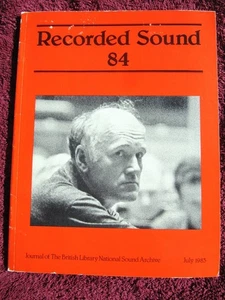 Recorded Sound
84
Journal of The British Library National Sound Archive July 1983